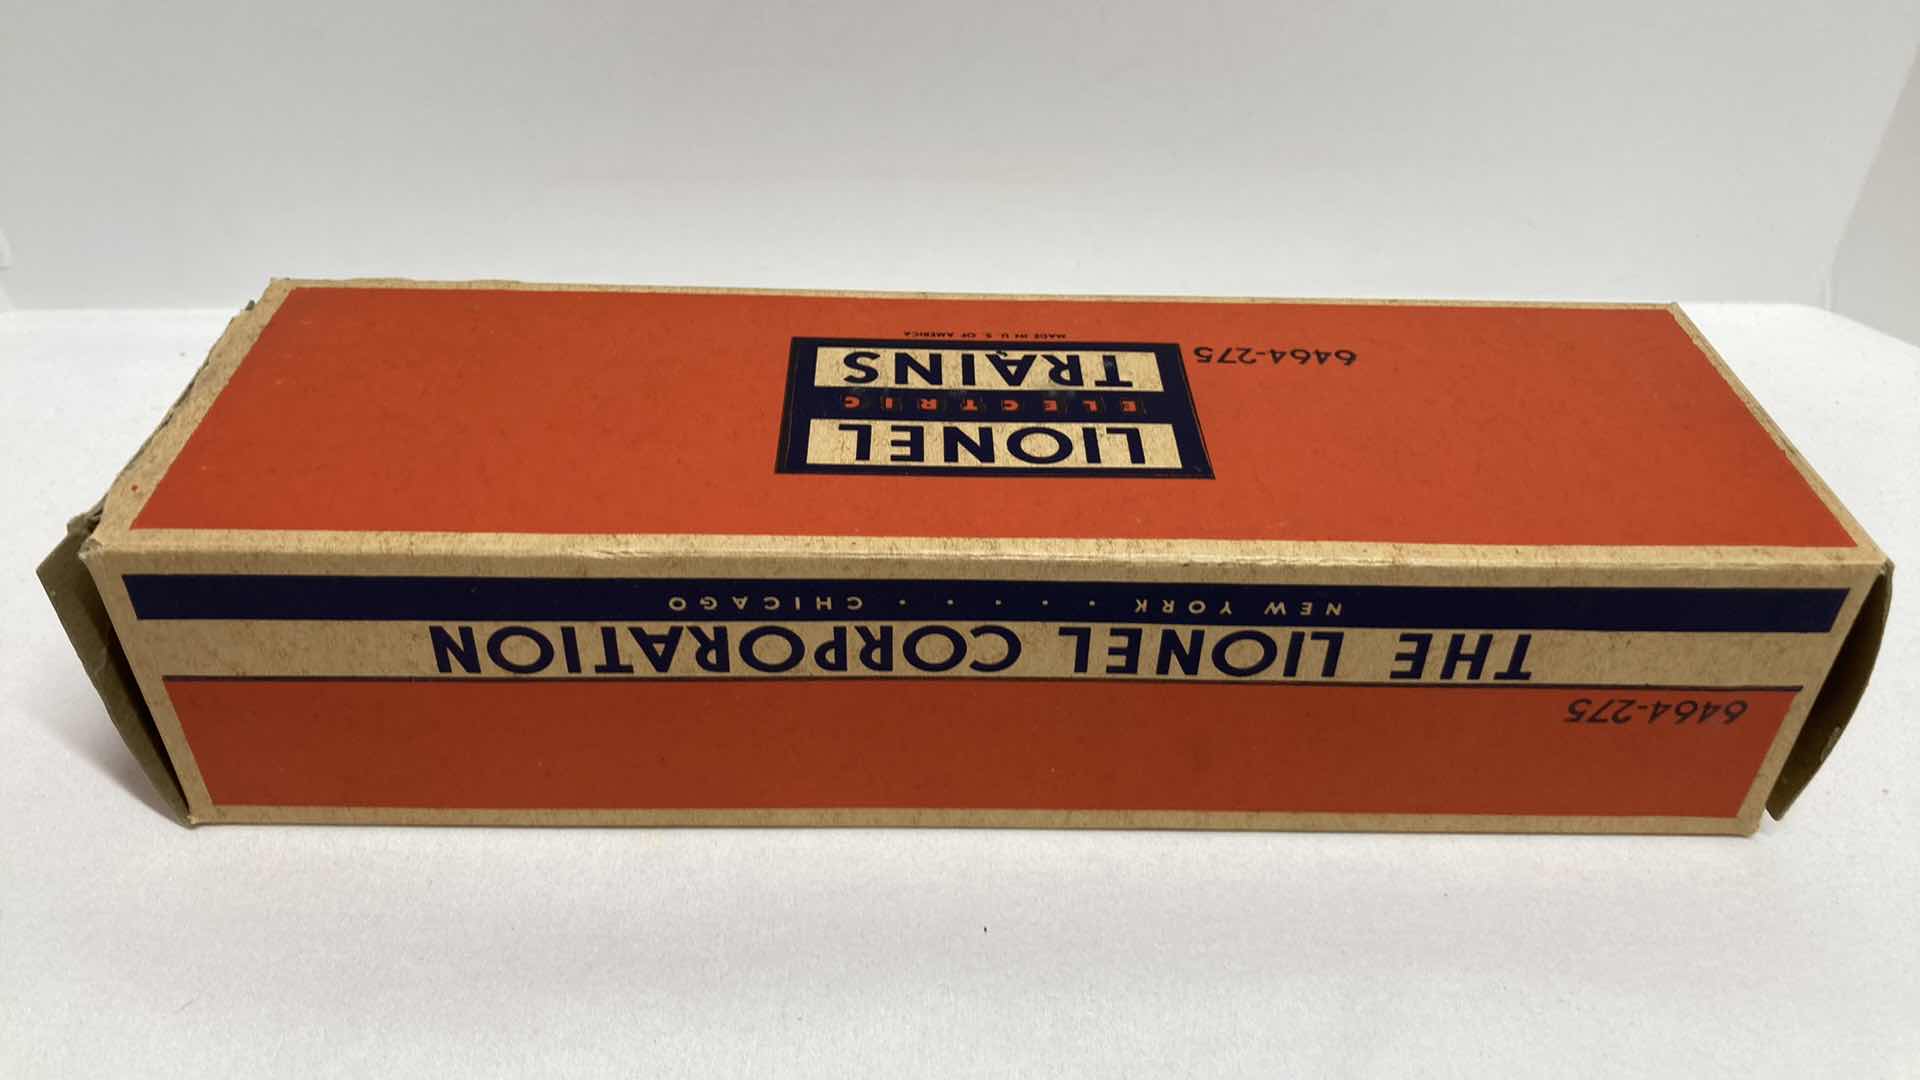 LIONEL
ELECTRIC
TRAINS
MADE IN U. S. OF AMERICA
6464-275
6464-275
THE LIONEL CORPORATION
NEW YORK · · · · · CHICAGO